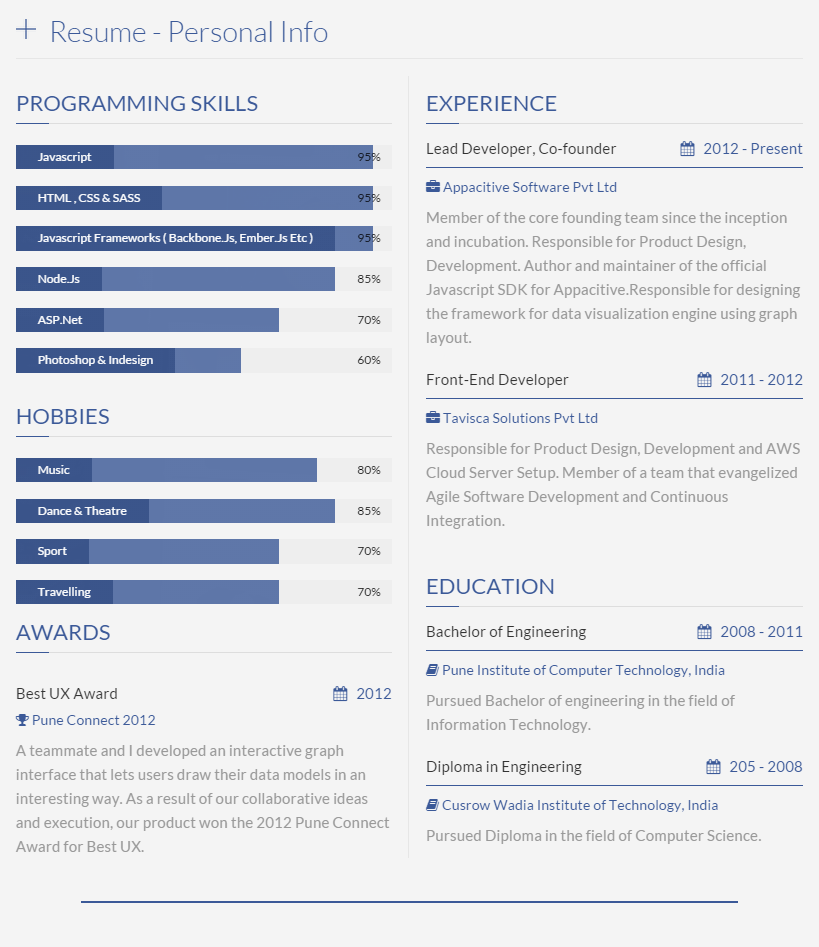 Resume - Personal Info
PROGRAMMING SKILLS
Javascript 95%
HTML , CSS & SASS 95%
Javascript Frameworks ( Backbone.Js, Ember.Js Etc ) 95%
Node.Js 85%
ASP.Net 70%
Photoshop & Indesign 60%
HOBBIES
Music 80%
Dance & Theatre 85%
Sport 70%
Travelling 70%
AWARDS
Best UX Award 2012
Pune Connect 2012
A teammate and I developed an interactive graph
interface that lets users draw their data models in an
interesting way. As a result of our collaborative ideas
and execution, our product won the 2012 Pune Connect
Award for Best UX.
EXPERIENCE
Lead Developer, Co-founder 2012 - Present
Appacitive Software Pvt Ltd
Member of the core founding team since the inception
and incubation. Responsible for Product Design,
Development. Author and maintainer of the official
Javascript SDK for Appacitive.Responsible for designing
the framework for data visualization engine using graph
layout.
Front-End Developer 2011 - 2012
Tavisca Solutions Pvt Ltd
Responsible for Product Design, Development and AWS
Cloud Server Setup. Member of a team that evangelized
Agile Software Development and Continuous
Integration.
EDUCATION
Bachelor of Engineering 2008 - 2011
Pune Institute of Computer Technology, India
Pursued Bachelor of engineering in the field of
Information Technology.
Diploma in Engineering 205 - 2008
Cusrow Wadia Institute of Technology, India
Pursued Diploma in the field of Computer Science.